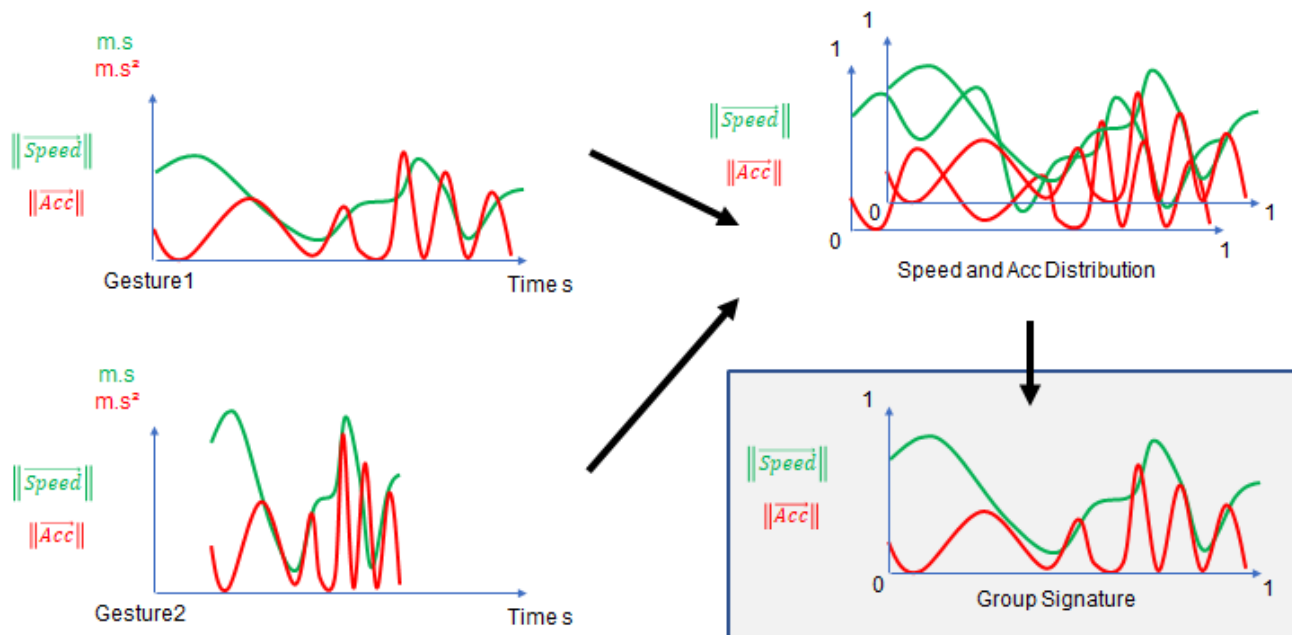 m.s
m.s²
‖Speed‖
‖Acc‖
Gesture1
Time s
m.s
m.s²
‖Speed‖
‖Acc‖
Gesture2
Time s
1
1
‖Speed‖
‖Acc‖
0
0
1
1
Speed and Acc Distribution
1
‖Speed‖
‖Acc‖
0
1
Group Signature